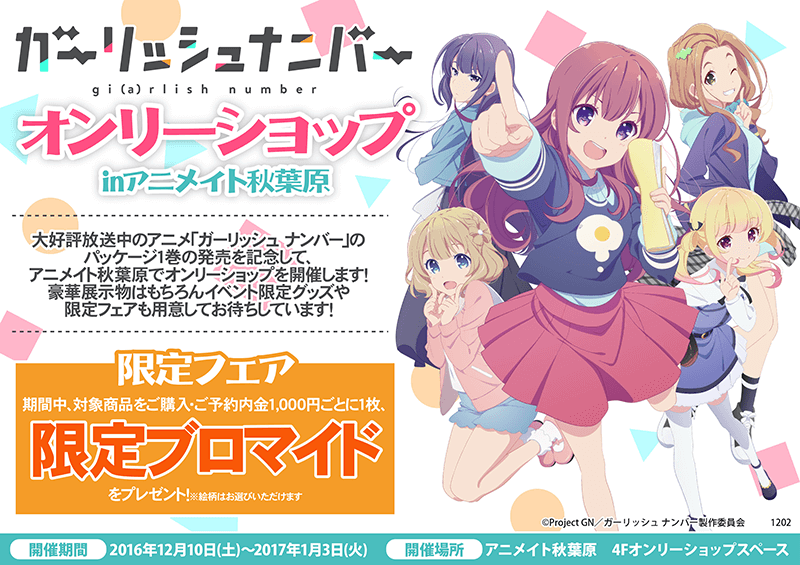 ガーリッシュナンバー
gi(a)rlish number
オンリーショップ
inアニメイト秋葉原
大好評放送中のアニメ「ガーリッシュ ナンバー」の
パッケージ1巻の発売を記念して、
アニメイト秋葉原でオンリーショップを開催します!
豪華展示物はもちろんイベント限定グッズや
限定フェアも用意してお待ちしています!
限定フェア
期間中、対象商品をご購入・ご予約内金1,000円ごとに1枚、
限定ブロマイド
をプレゼント!※絵柄はお選びいただけます
©Project GN/ガーリッシュ ナンバー製作委員会 1202
開催期間 2016年12月10日(土)~2017年1月3日(火) 開催場所 アニメイト秋葉原 4Fオンリーショップスペース